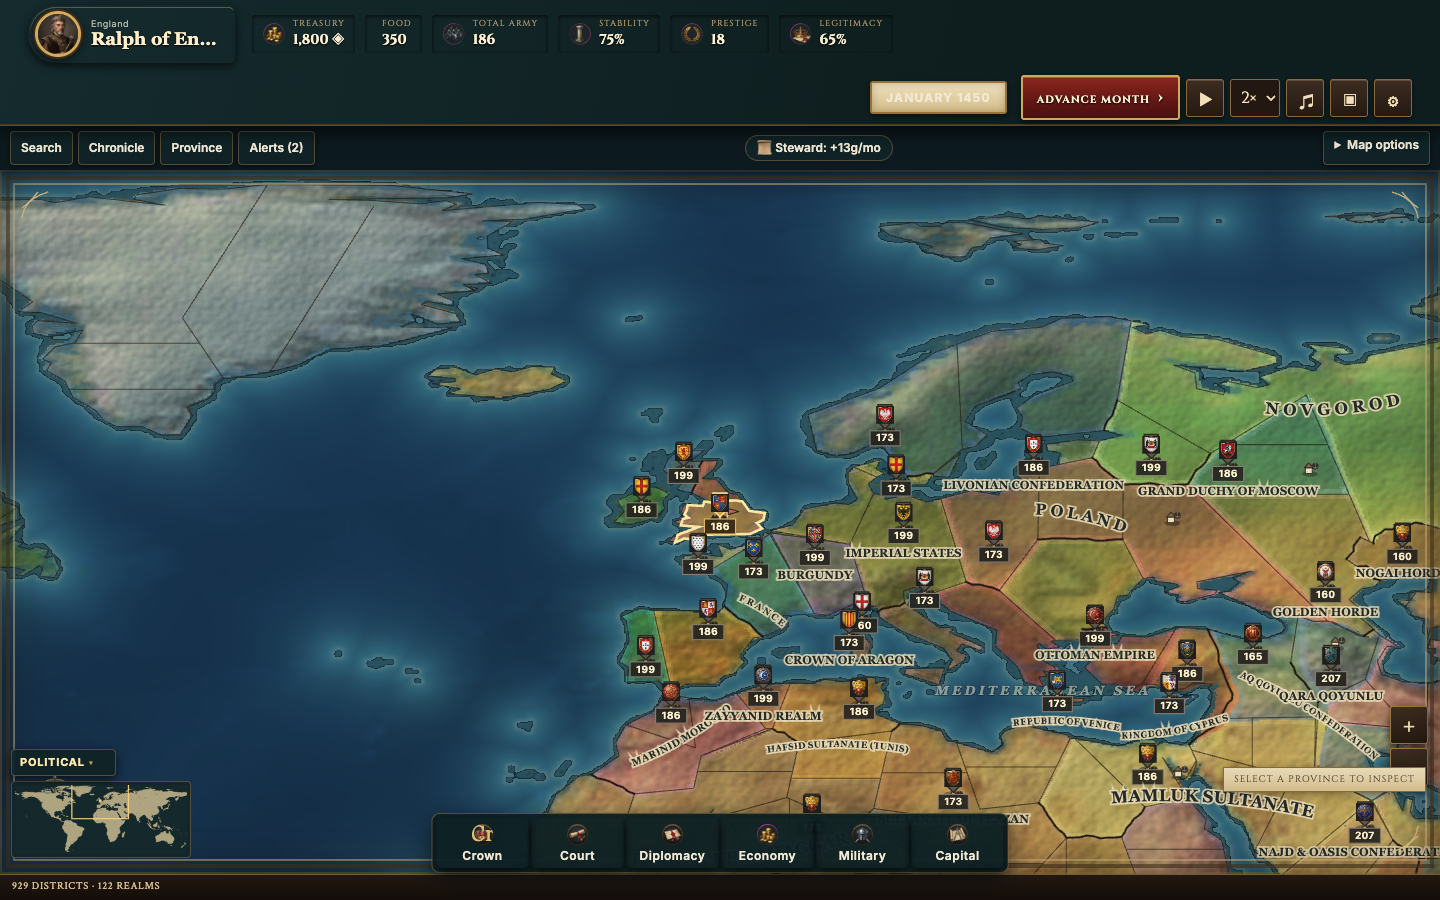 England
Ralph of En...
TREASURY
1,800
FOOD
350
TOTAL ARMY
186
STABILITY
75%
PRESTIGE
18
LEGITIMACY
65%
JANUARY 1450
ADVANCE MONTH ›
2×
Search
Chronicle
Province
Alerts (2)
Steward: +13g/mo
Map options
NOVGOROD
173
199
186
199
186
173
LIVONIAN CONFEDERATION
GRAND DUCHY OF MOSCOW
186
173
186
199
POLAND
IMPERIAL STATES
173
199
173
199
BURGUNDY
160
NOGAI HORD
173
160
GOLDEN HORDE
FRANCE
186
60
173
199
OTTOMAN EMPIRE
165
199
CROWN OF ARAGON
186
207
AQ QOYUNLU CONFEDERATION
QARA QOYUNLU
MEDITERRANEAN SEA
199
173
173
186
186
ZAYYANID REALM
MARINID MOROCCO
REPUBLIC OF VENICE
KINGDOM OF CYPRUS
HAFSID SULTANATE (TUNIS)
186
173
MAMLUK SULTANATE
207
NAJD & OASIS CONFEDERAT
ZAN
+
SELECT A PROVINCE TO INSPECT
POLITICAL
Cr
Crown
Court
Diplomacy
Economy
Military
Capital
929 DISTRICTS · 122 REALMS